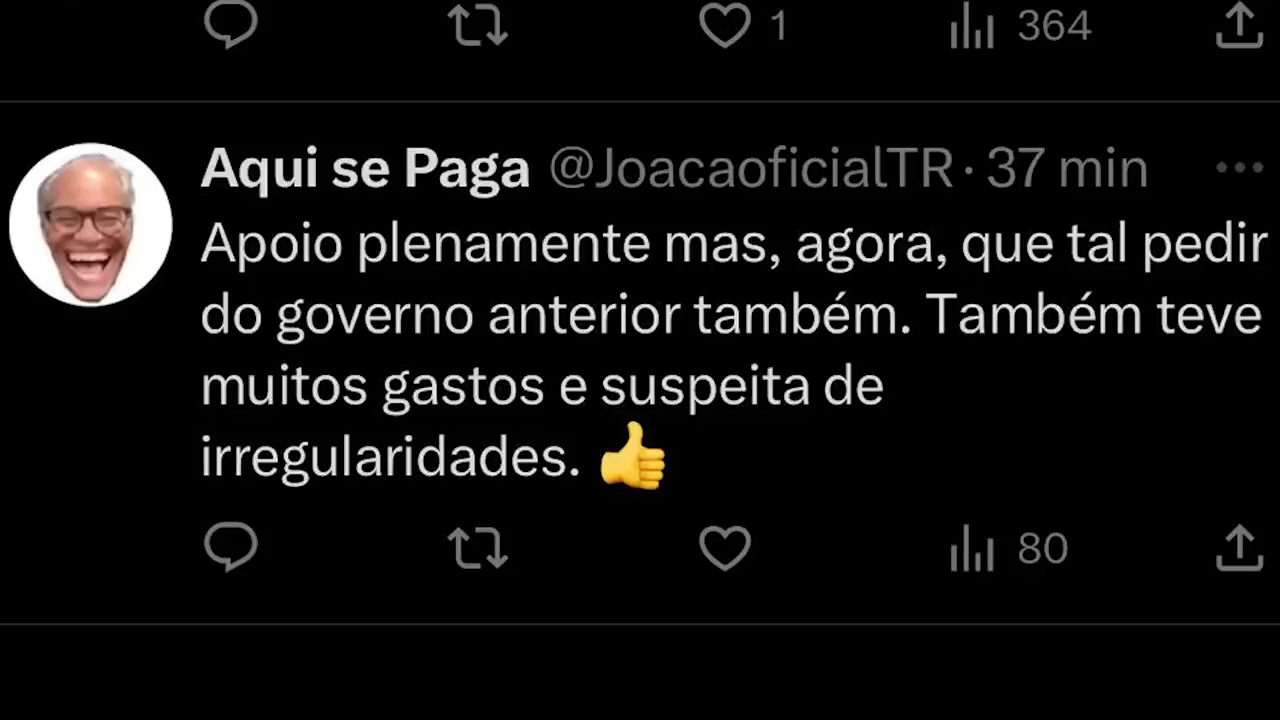 1 364
Aqui se Paga @JoacaoficialTR · 37 min
Apoio plenamente mas, agora, que tal pedir
do governo anterior também. Também teve
muitos gastos e suspeita de
irregularidades. 👍
80